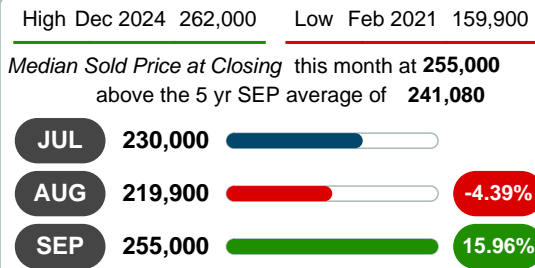 High Dec 2024 262,000 Low Feb 2021 159,900
Median Sold Price at Closing this month at 255,000
above the 5 yr SEP average of 241,080
JUL 230,000
AUG 219,900 -4.39%
SEP 255,000 15.96%